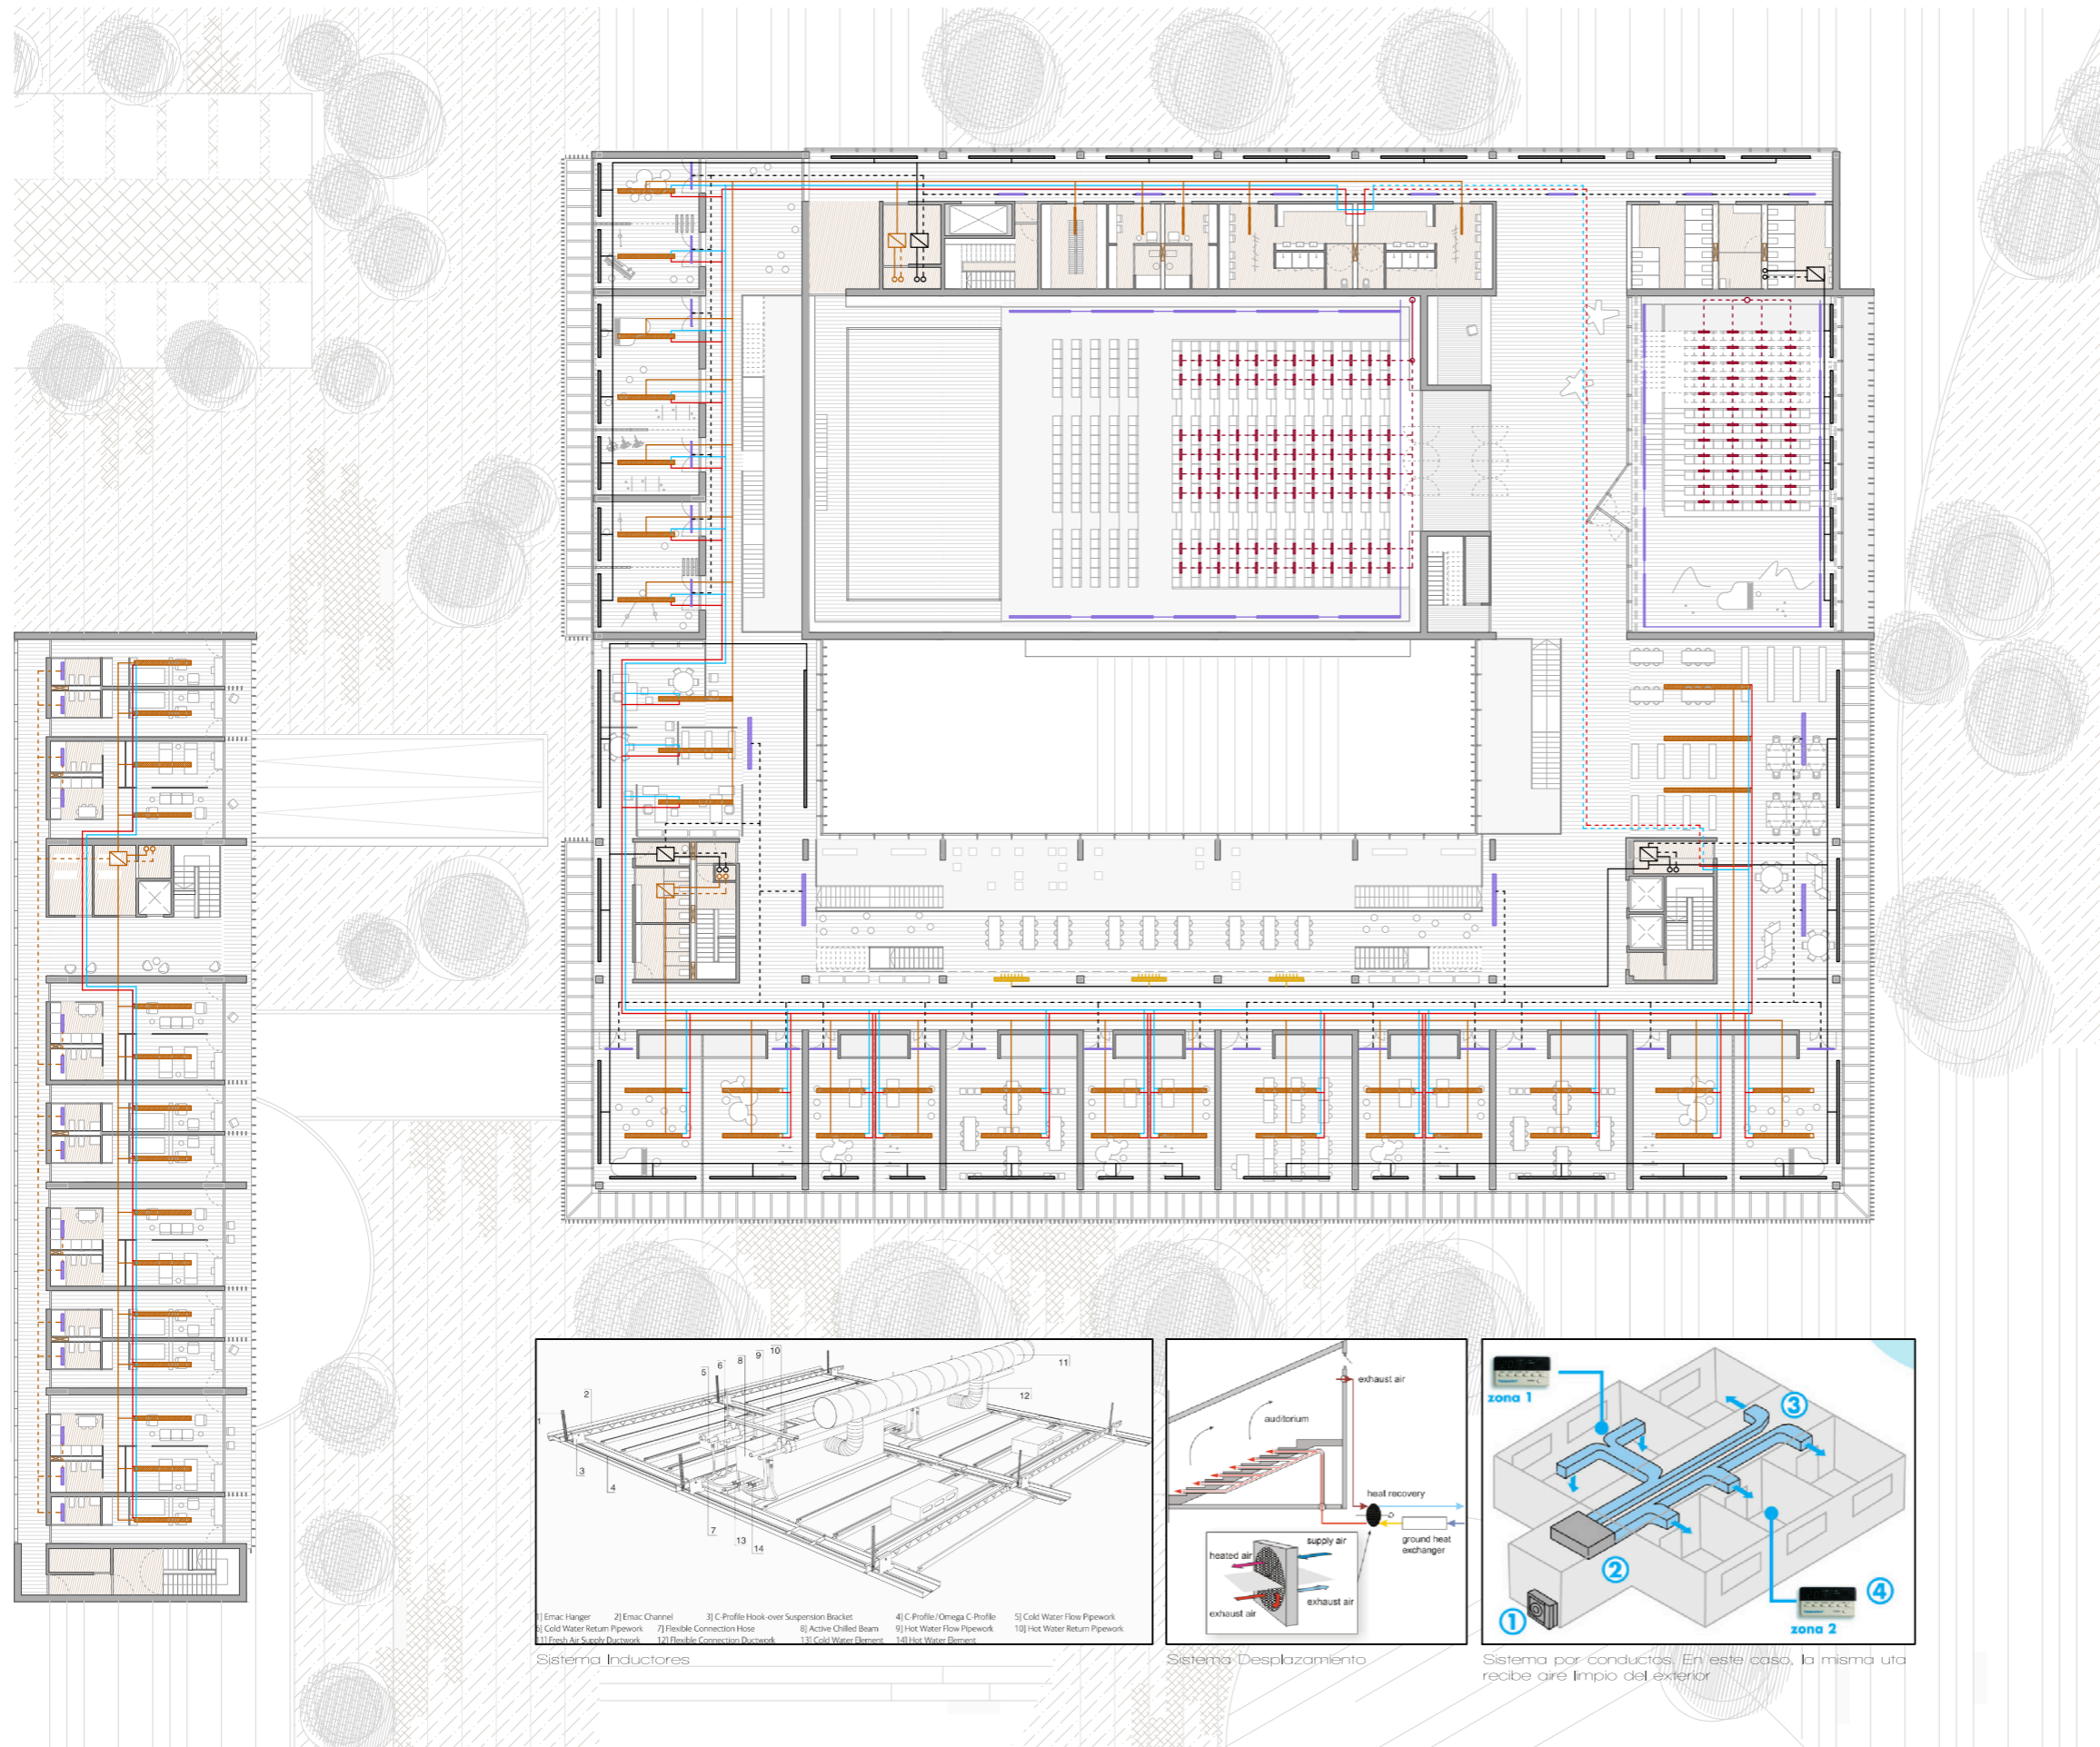 1
2
3
4
5
6
7
8
9
10
11
12
13
14
1] Emac Hanger 2] Emac Channel 3] C-Profile Hook-over Suspension Bracket 4] C-Profile/Omega C-Profile 5] Cold Water Flow Pipework
6] Cold Water Return Pipework 7] Flexible Connection Hose 8] Active Chilled Beam 9] Hot Water Flow Pipework 10] Hot Water Return Pipework
11] Fresh Air Supply Ductwork 12] Flexible Connection Ductwork 13] Cold Water Element 14] Hot Water Element
Sistema Inductores
exhaust air
auditorium
heat recovery
ground heat
exchanger
supply air
heated air
exhaust air
exhaust air
Sistema Desplazamiento
zona 1
3
2
1
4
zona 2
Sistema por conductos. En este caso, la misma uta
recibe aire limpio del exterior